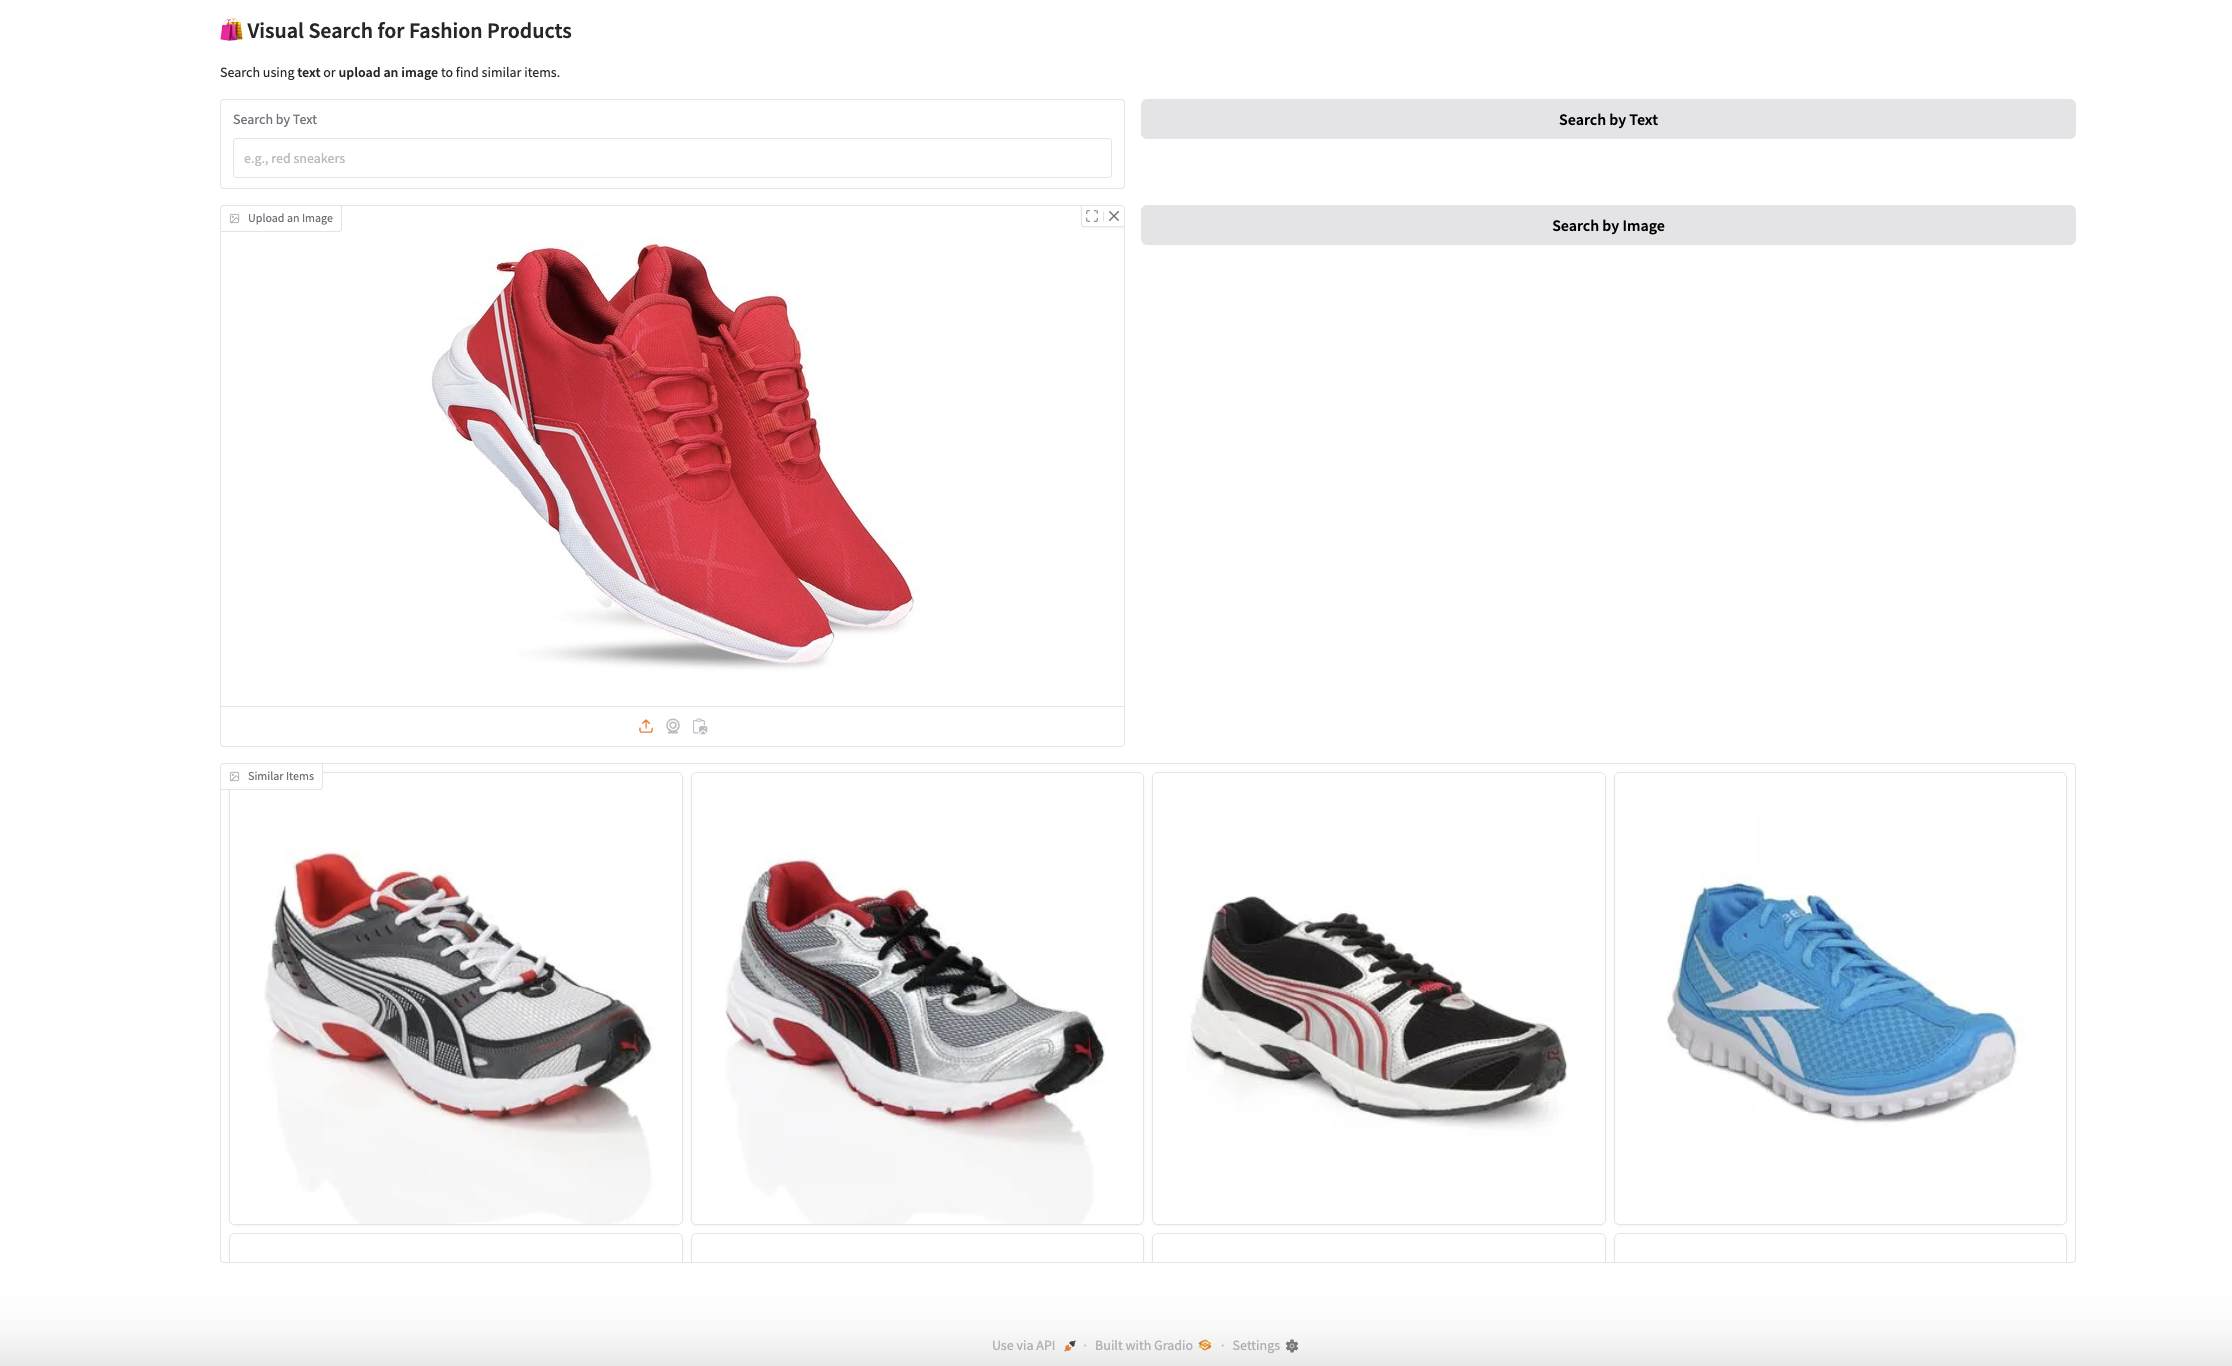 Visual Search for Fashion Products
Search using text or upload an image to find similar items.
Search by Text
Search by Text
e.g., red sneakers
Upload an Image
Search by Image
Similar Items
Use via API · Built with Gradio · Settings